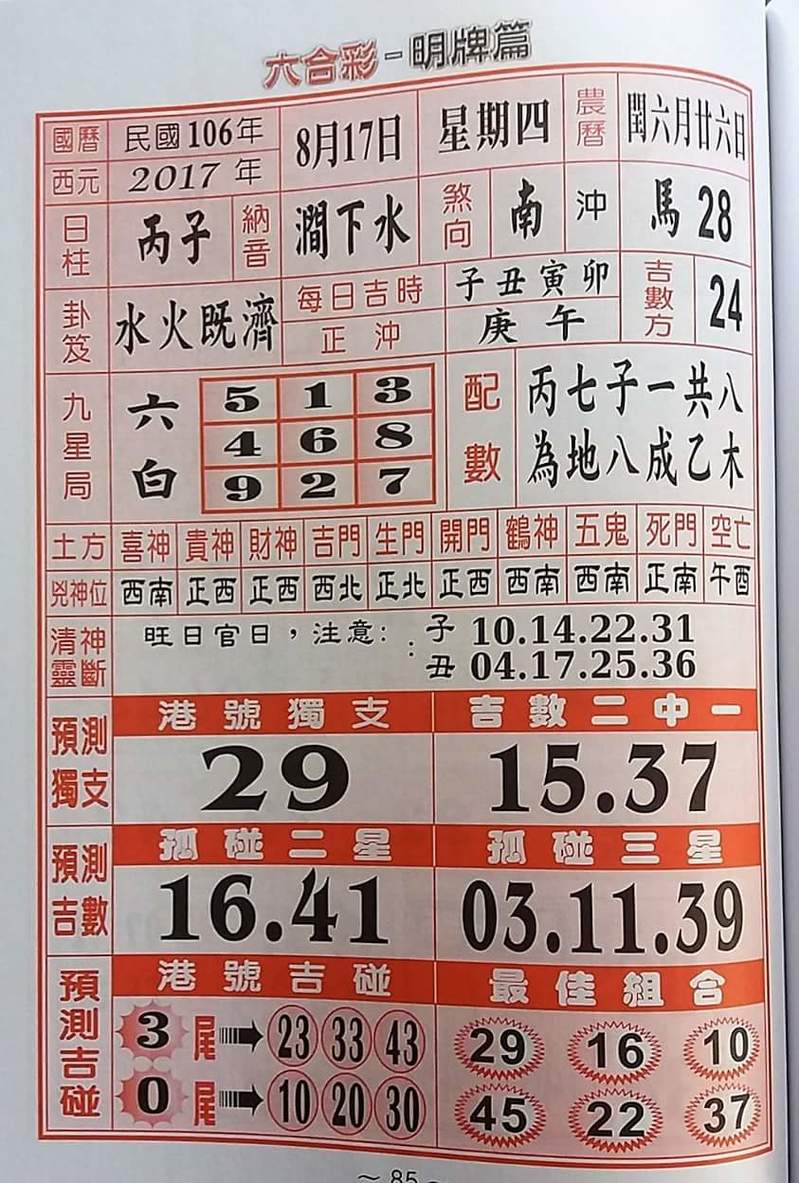 六合彩-明牌篇
國曆 民國106年 8月17日 星期四 農曆 閏六月廿六日
西元 2017年
日柱 丙子 納音 澗下水 煞向 南 沖 馬28
卦笈 水火既濟 每日吉時 子丑寅卯 吉數方 24
正沖 庚午
九星局 六白 5 1 3
4 6 8
9 2 7
配數 丙七子一共八
為地八成乙木
土方 喜神 貴神 財神 吉門 生門 開門 鶴神 五鬼 死門 空亡
兇神位 西南 正西 正西 西北 正北 正西 西南 西南 正南 午酉
清神靈斷 旺日官日，注意：: 子 10.14.22.31
丑 04.17.25.36
預測獨支 港號獨支 吉數二中一
29 15.37
預測吉數 孤碰二星 孤碰三星
16.41 03.11.39
預測吉碰 港號吉碰 最佳組合
3尾 23 33 43 29 16 10
0尾 10 20 30 45 22 37
～85～